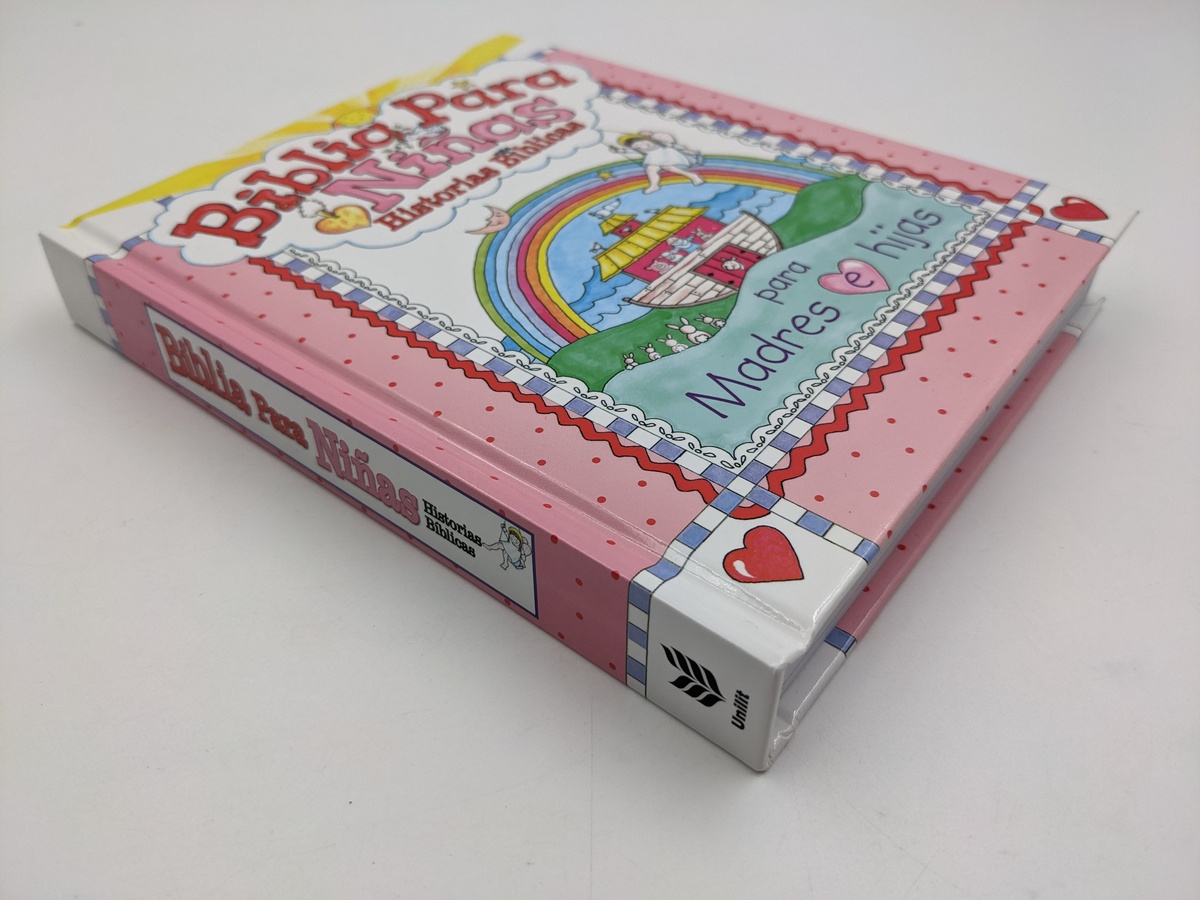 Biblia Para
Niñas
Historias Bíblicas
para
Madres e hijas
Biblia Para Niñas
Historias
Bíblicas
Unilit